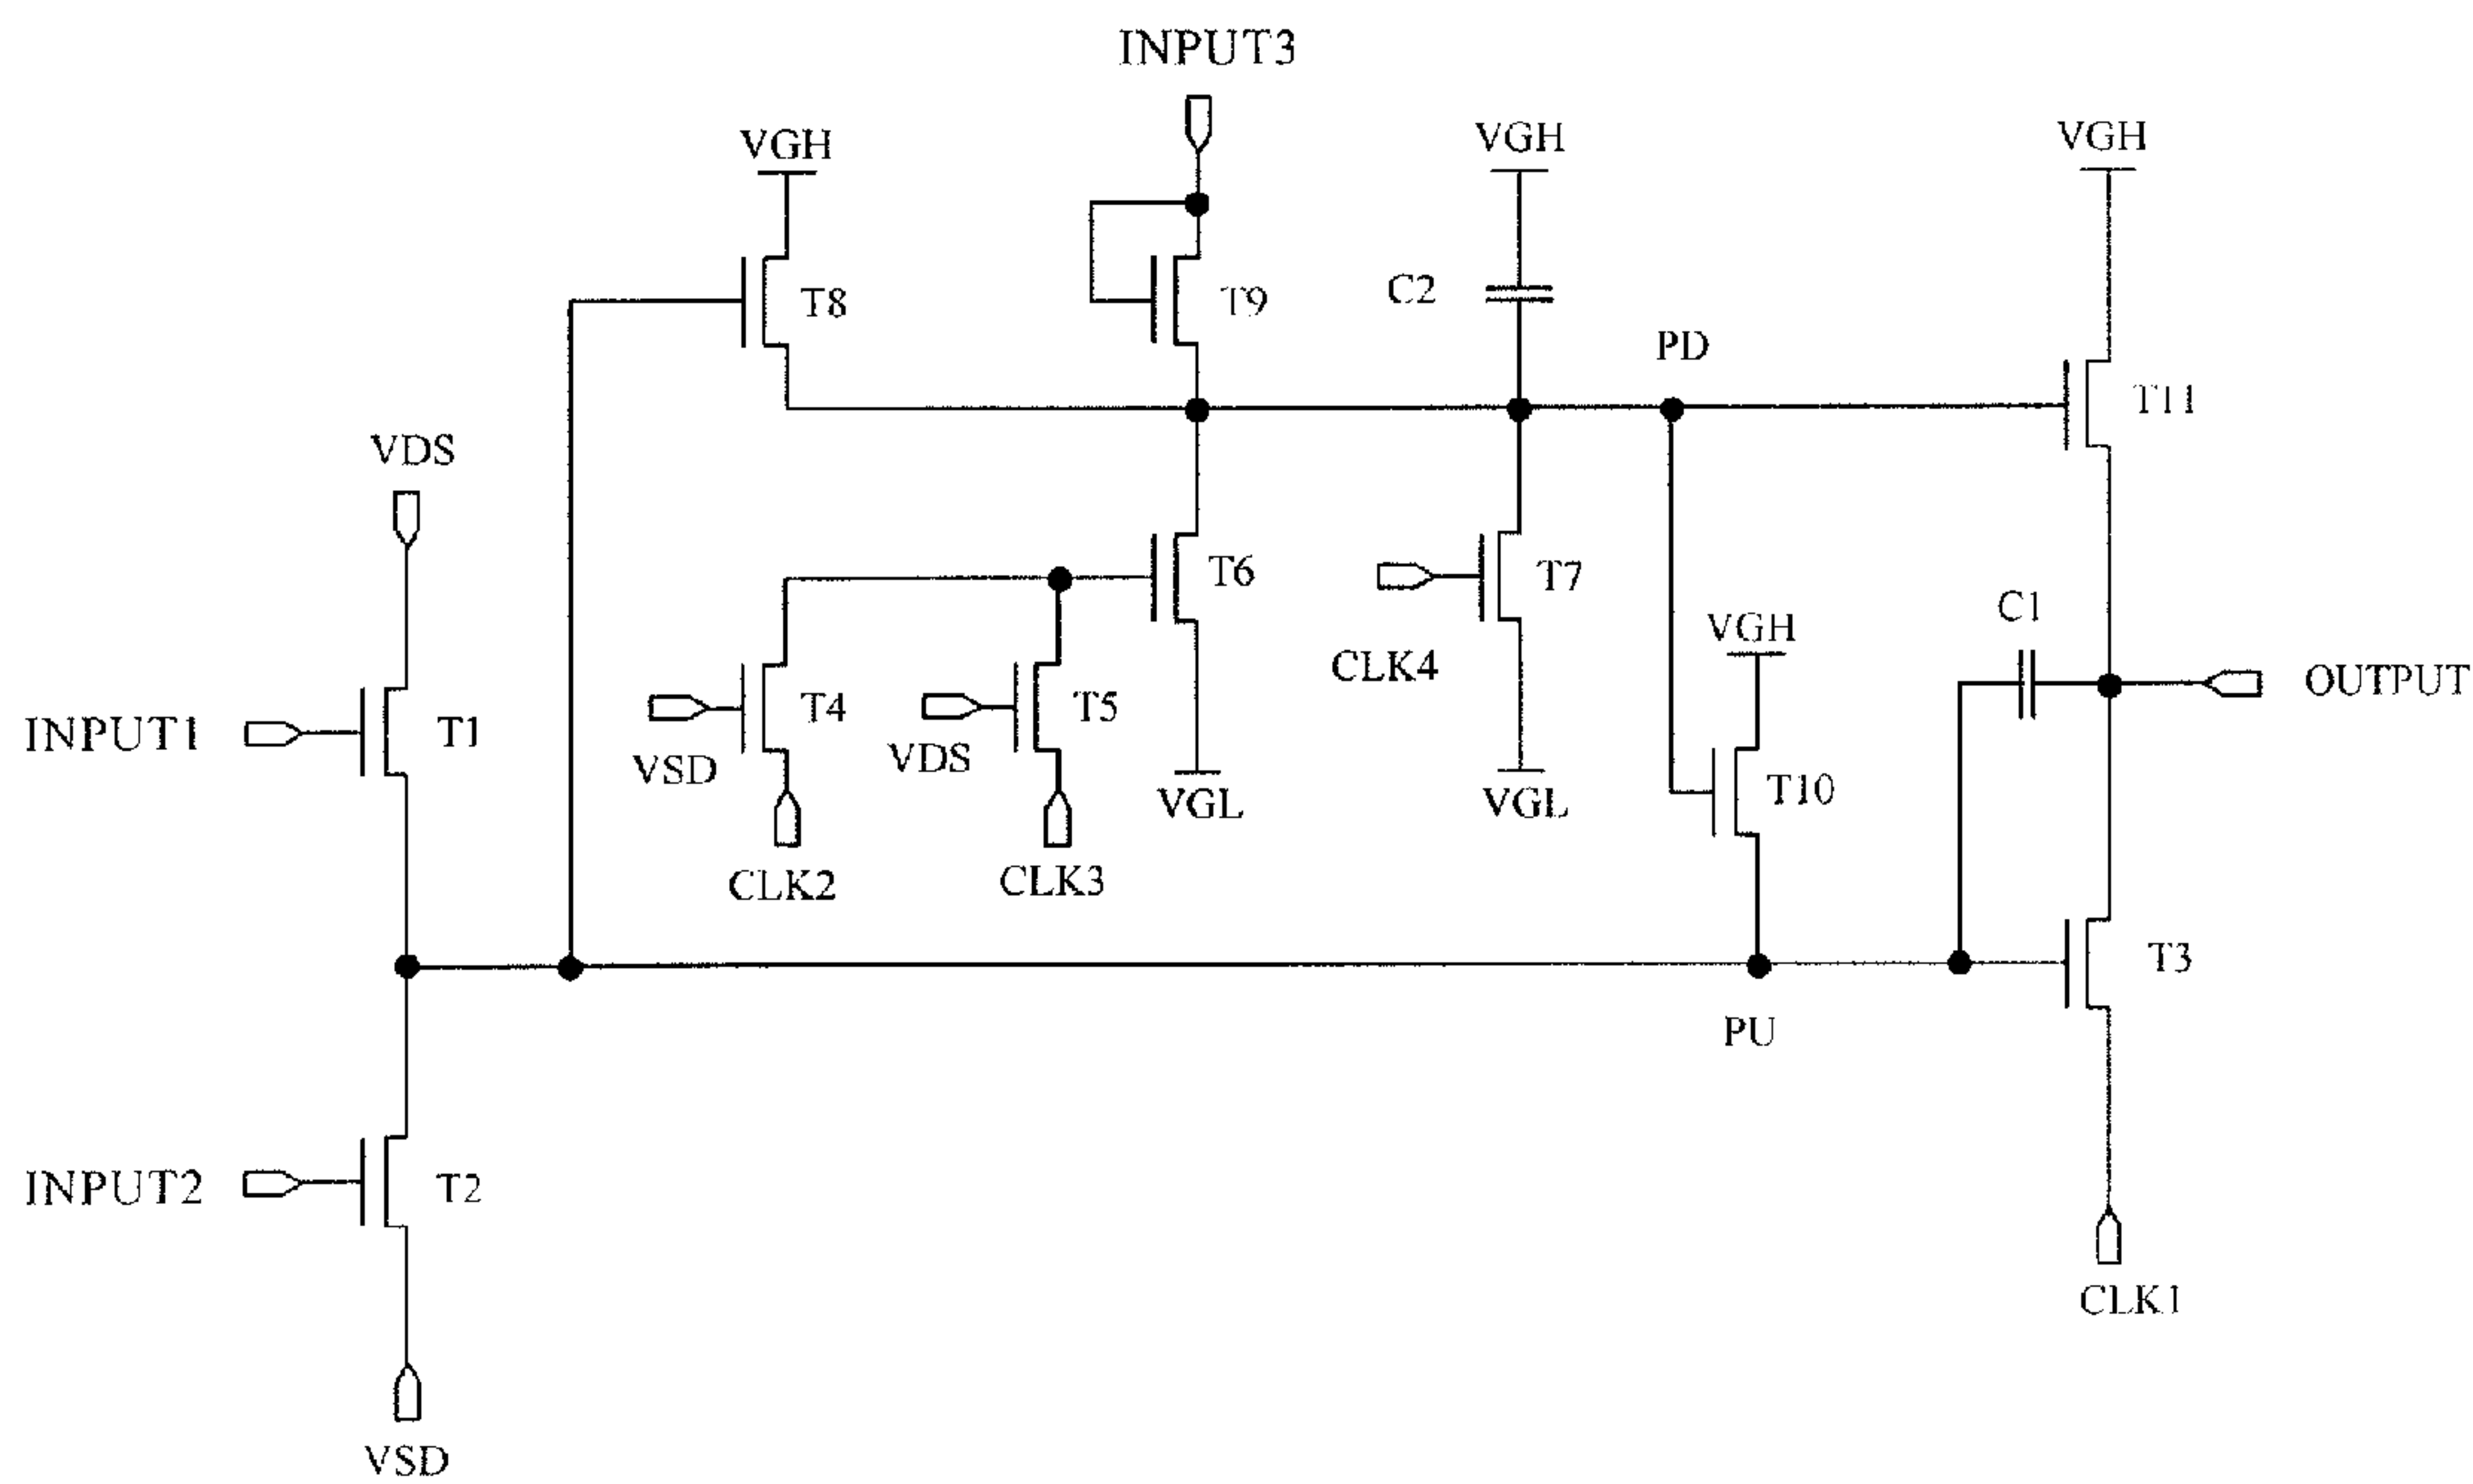 INPUT3
VGH
VGH
VGH
T8
T9
C2
PD
T11
VDS
T6
T7
C1
VGH
CLK4
OUTPUT
INPUT1
T1
T4
T5
VSD
VDS
VGL
VGL
T10
CLK2
CLK3
T3
PU
INPUT2
T2
CLK1
VSD